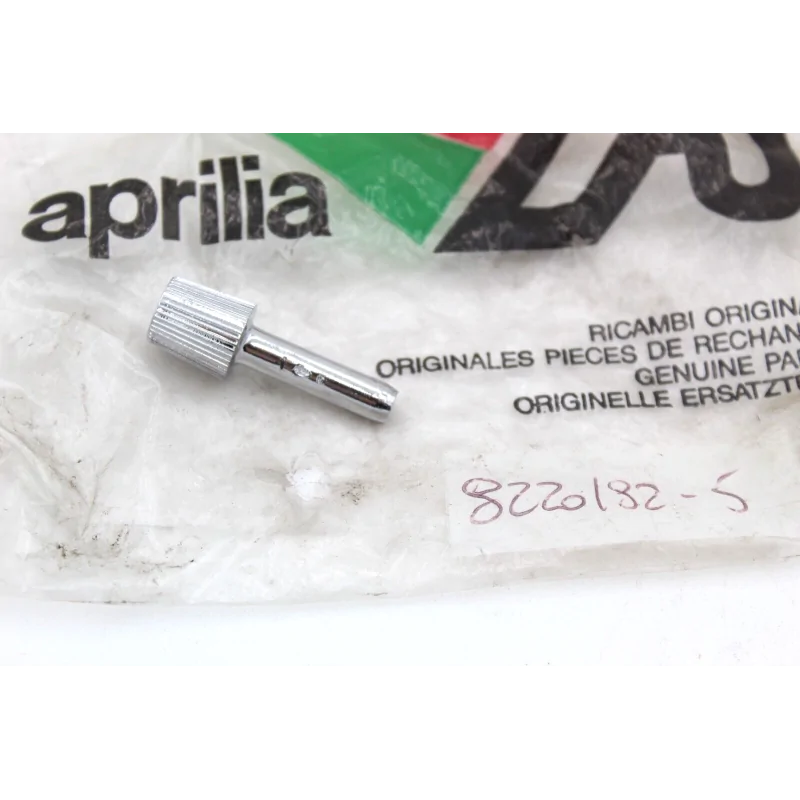 aprilia
RICAMBI ORIGINA
ORIGINALES PIECES DE RECHAN
GENUINE PA
ORIGINELLE ERSATZT
8220182-5